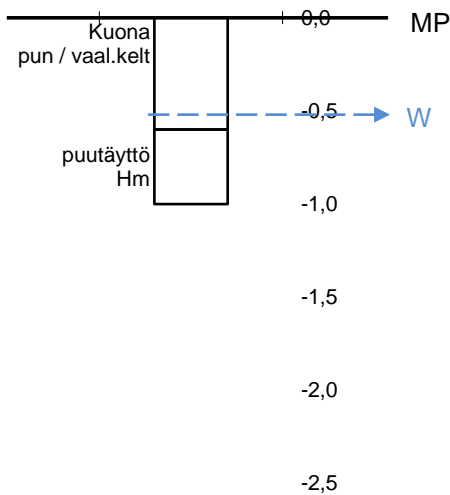 0,0 MP
Kuona
pun / vaal.kelt
-0,5 W
puutäyttö
Hm
-1,0
-1,5
-2,0
-2,5